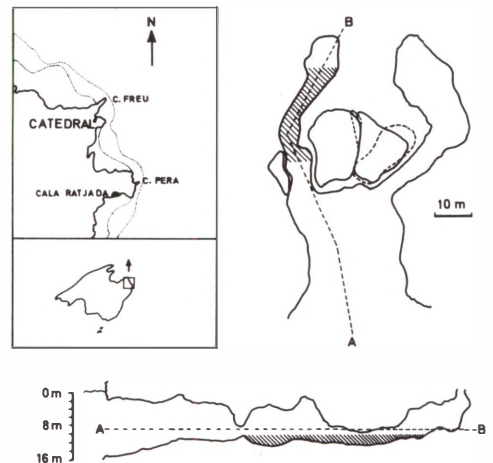 N
C. FREU
CATEDRAL
C. PERA
CALA RATJADA
B
10 m
A
0 m
8 m
16 m
A
B